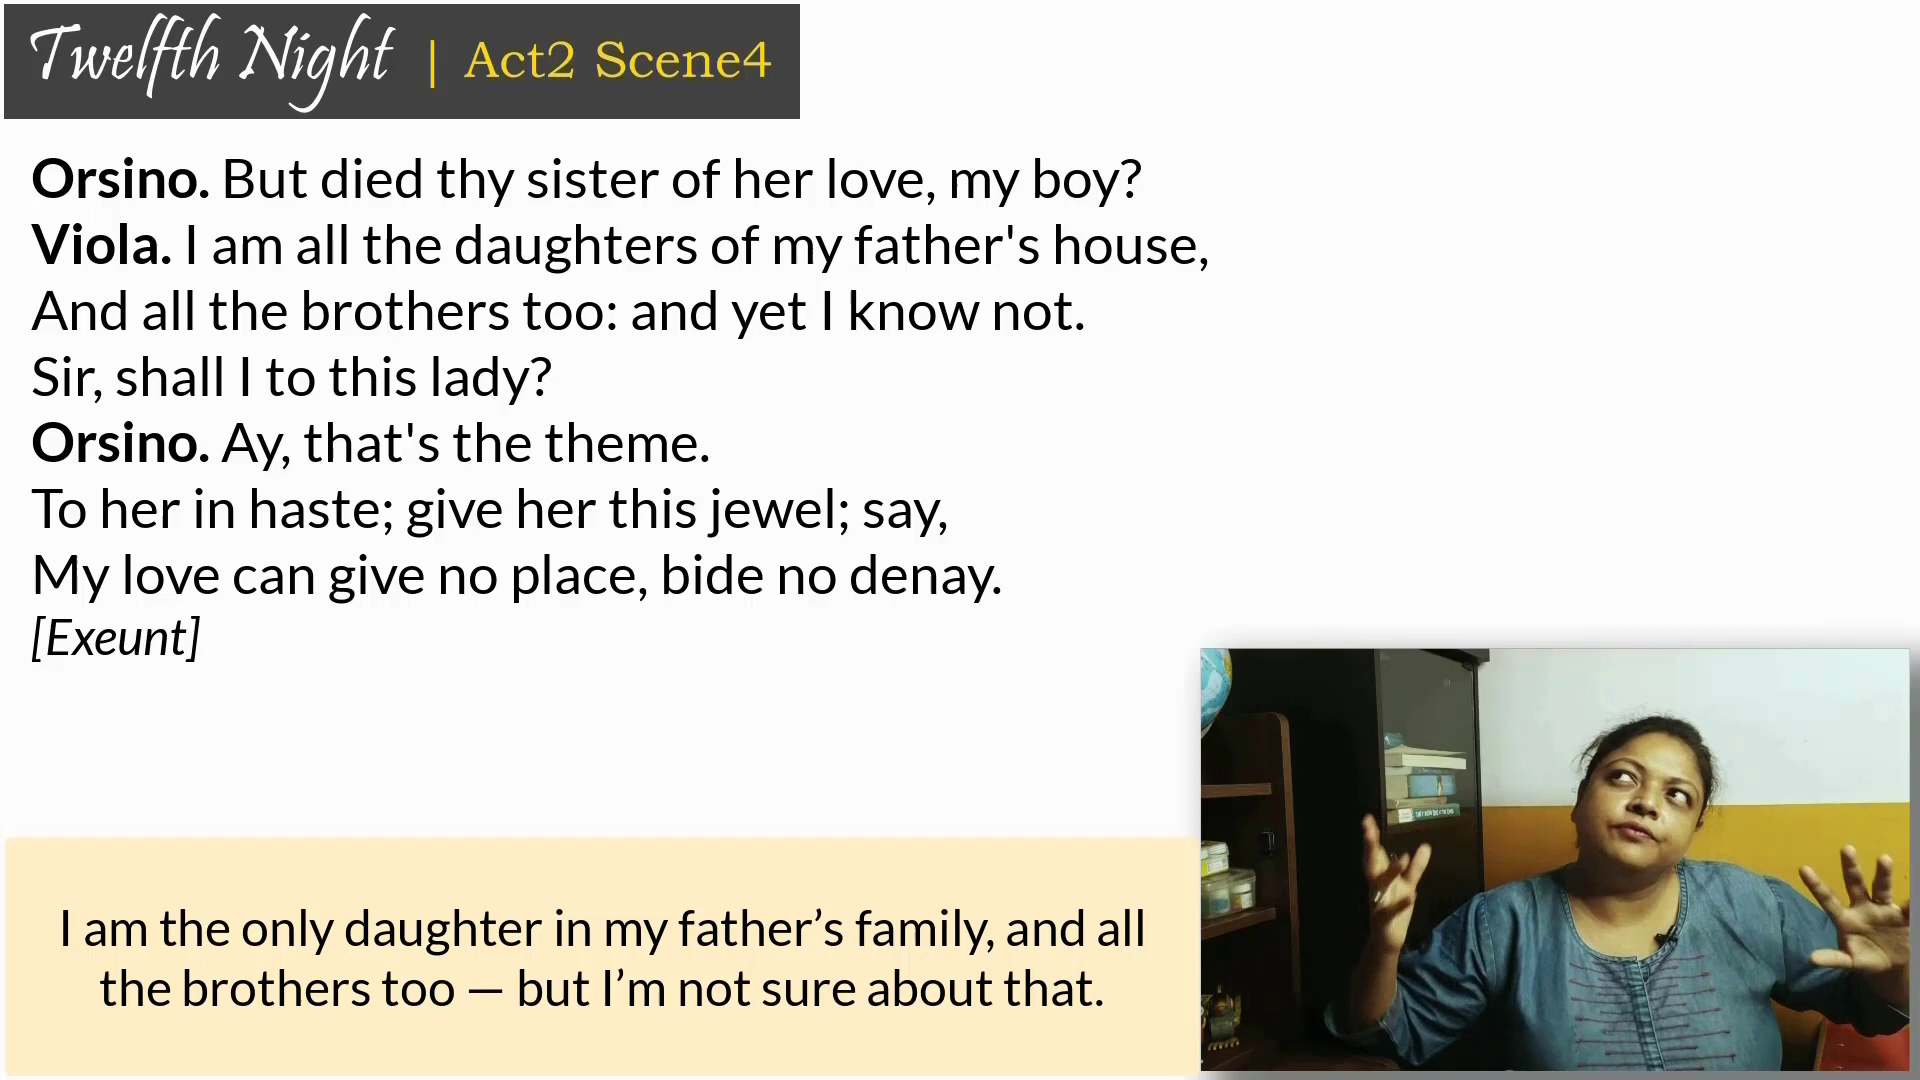 Twelfth Night | Act2 Scene4
Orsino. But died thy sister of her love, my boy?
Viola. I am all the daughters of my father's house,
And all the brothers too: and yet I know not.
Sir, shall I to this lady?
Orsino. Ay, that's the theme.
To her in haste; give her this jewel; say,
My love can give no place, bide no denay.
[Exeunt]
I am the only daughter in my father’s family, and all
the brothers too — but I’m not sure about that.